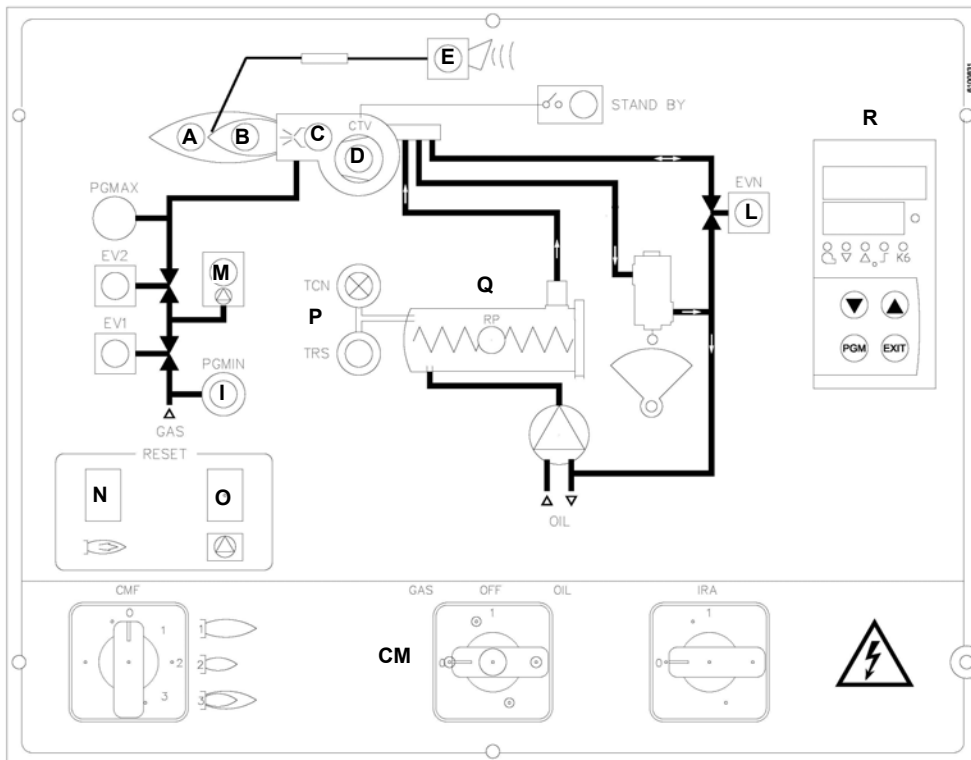 E
STAND BY
R
A
B
C
CTV
D
PGMAX
EVN
L
EV2
M
TCN
Q
K6
P
RP
EV1
TRS
PGM
EXIT
PGMIN
I
GAS
RESET
N
O
OIL
CMF
GAS
OFF
OIL
IRA
0
1
2
3
1
2
3
CM
1
0
1
0